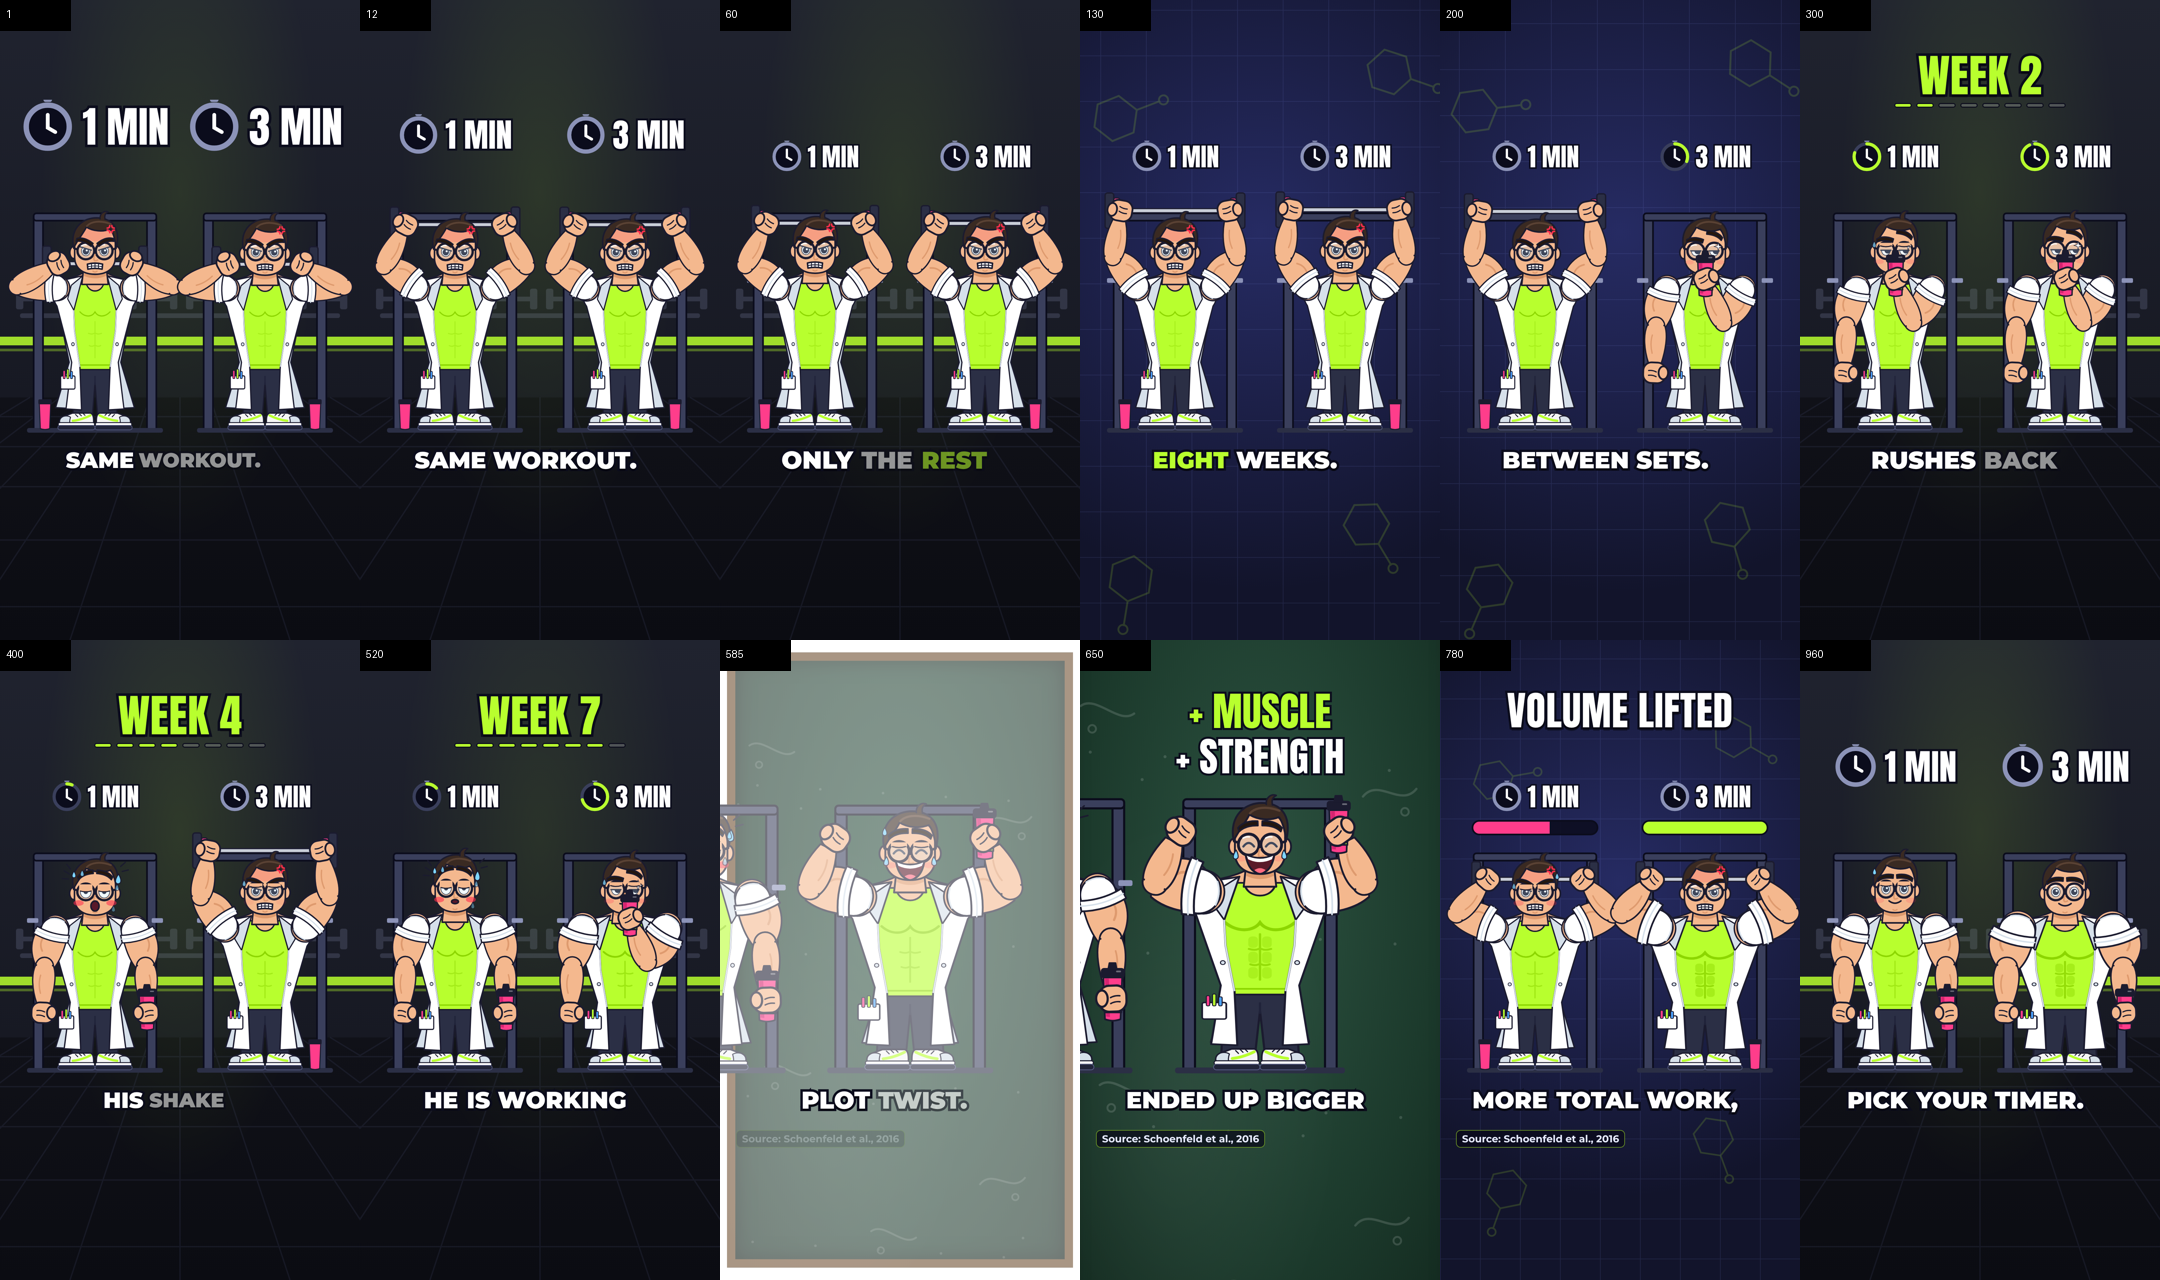 1
1 MIN 3 MIN
SAME WORKOUT.
12
1 MIN 3 MIN
SAME WORKOUT.
60
1 MIN 3 MIN
ONLY THE REST
130
1 MIN 3 MIN
EIGHT WEEKS.
200
1 MIN 3 MIN
BETWEEN SETS.
300
WEEK 2
1 MIN 3 MIN
RUSHES BACK
400
WEEK 4
1 MIN 3 MIN
HIS SHAKE
520
WEEK 7
1 MIN 3 MIN
HE IS WORKING
585
PLOT TWIST.
Source: Schoenfeld et al., 2016
650
+ MUSCLE
+ STRENGTH
ENDED UP BIGGER
Source: Schoenfeld et al., 2016
780
VOLUME LIFTED
1 MIN 3 MIN
MORE TOTAL WORK,
Source: Schoenfeld et al., 2016
960
1 MIN 3 MIN
PICK YOUR TIMER.